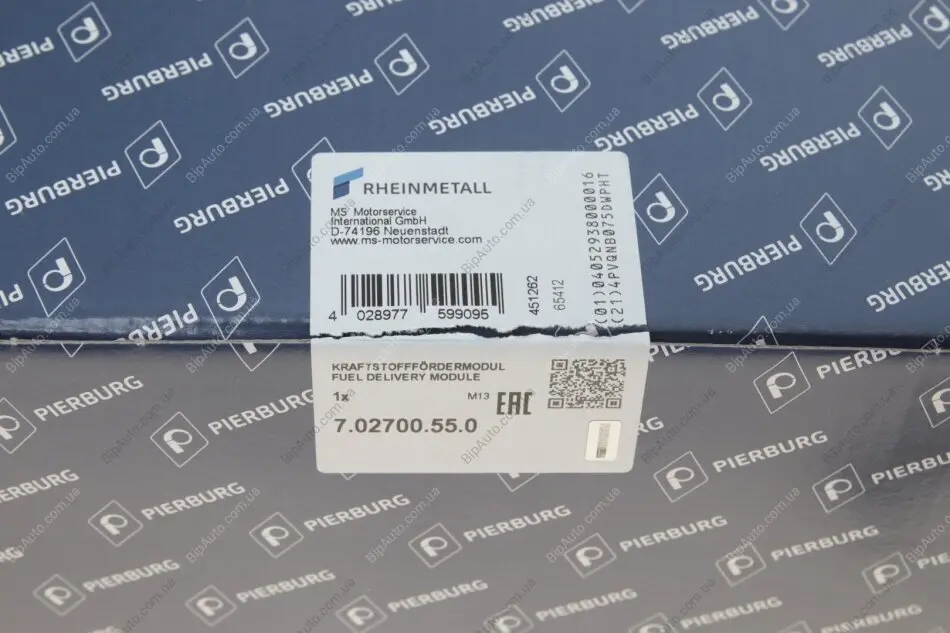 RHEINMETALL
MS Motorservice
International GmbH
D-74196 Neuenstadt
www.ms-motorservice.com
4 028977 599095
451262
65412
(01)04052938000016
(21)4PVQNB075DWPHT
KRAFTSTOFFFÖRDERMODUL
FUEL DELIVERY MODULE
1x
M13
EAC
7.02700.55.0
PIERBURG
BipAuto.com.ua